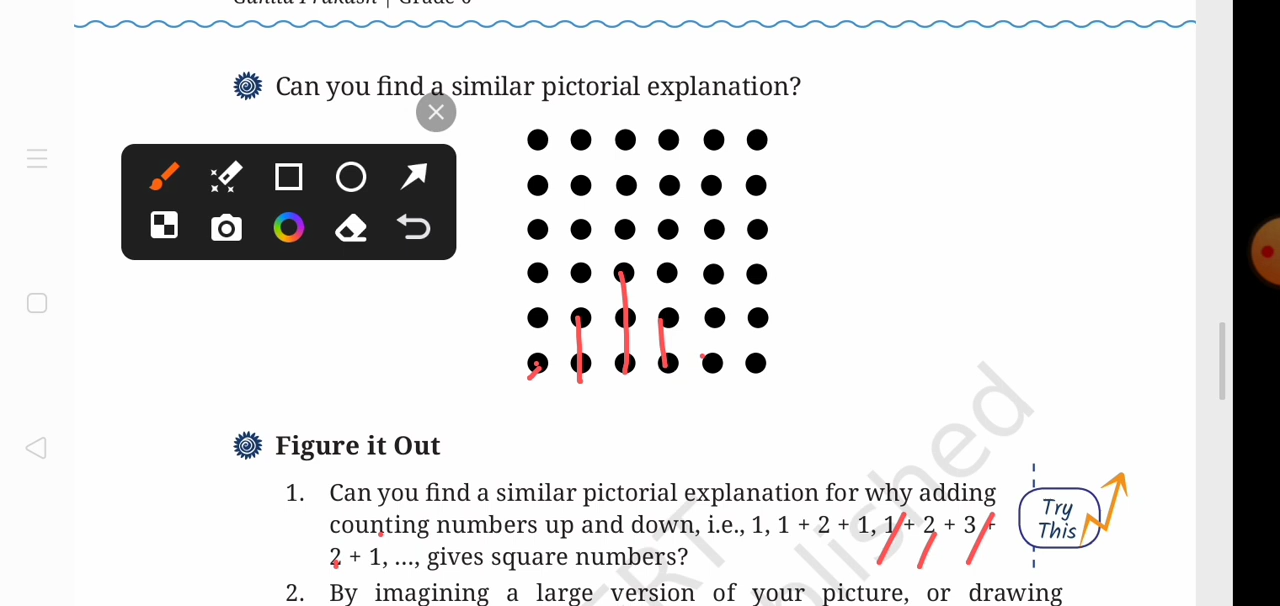 Ganita Prakash | Grade 6
Can you find a similar pictorial explanation?
Figure it Out
1. Can you find a similar pictorial explanation for why adding
counting numbers up and down, i.e., 1, 1 + 2 + 1, 1 + 2 + 3 +
2 + 1, ..., gives square numbers?
Try
This
2. By imagining a large version of your picture, or drawing